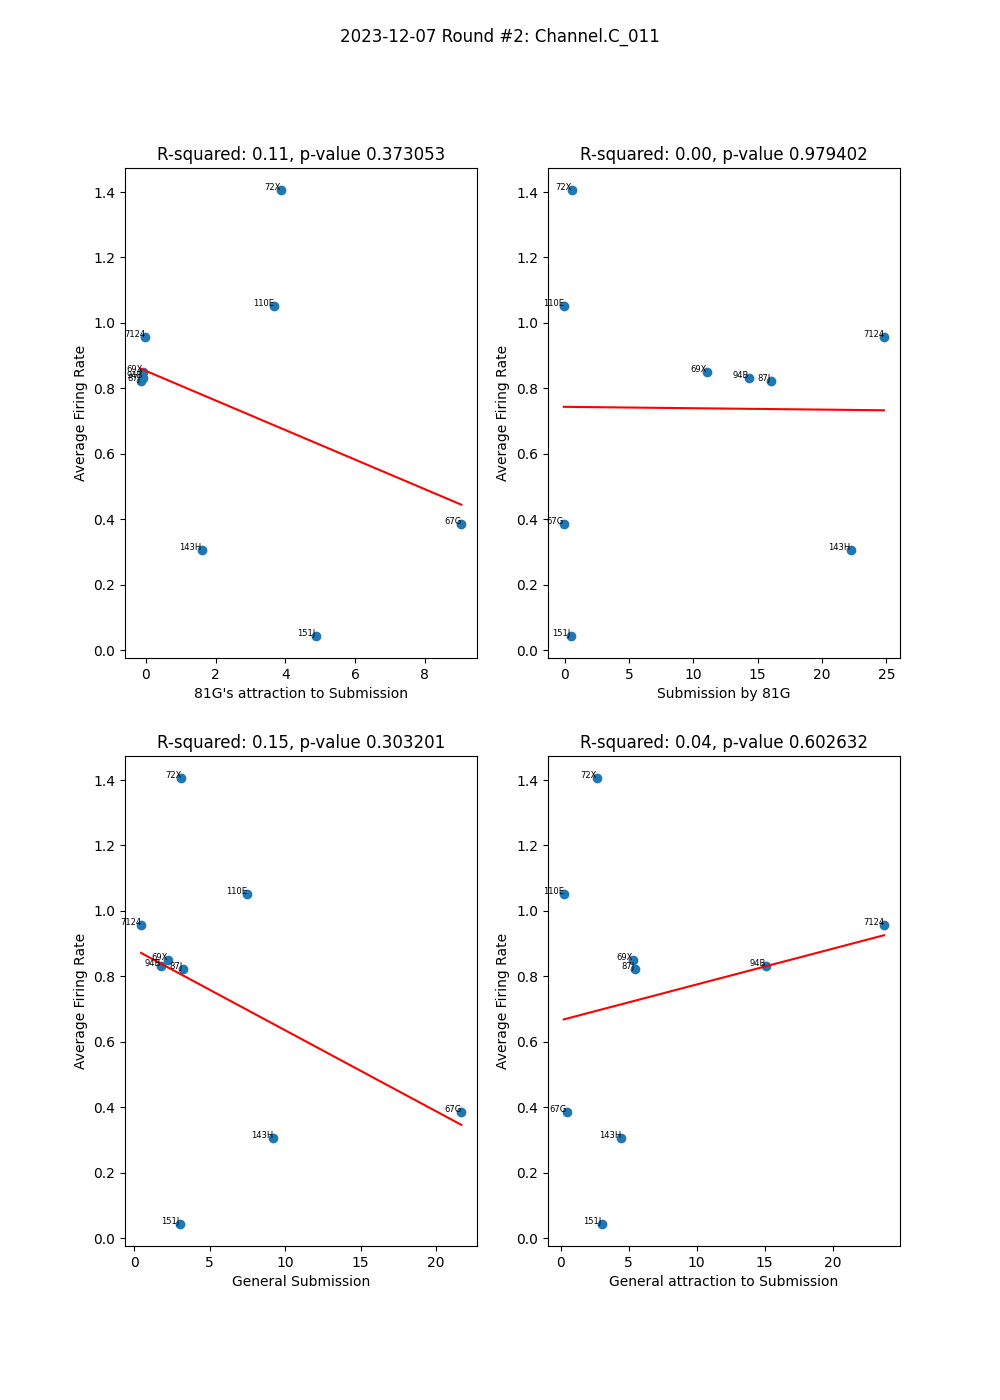 2023-12-07 Round #2: Channel.C_011
R-squared: 0.11, p-value 0.373053
1.4
1.2
1.0
0.8
0.6
0.4
0.2
0.0
Average Firing Rate
72X
110E
7124
69X
94B
87J
67G
143H
151J
0
2
4
6
8
81G's attraction to Submission
R-squared: 0.00, p-value 0.979402
1.4
1.2
1.0
0.8
0.6
0.4
0.2
0.0
Average Firing Rate
72X
110E
7124
69X
94B
87J
67G
143H
151J
0
5
10
15
20
25
Submission by 81G
R-squared: 0.15, p-value 0.303201
1.4
1.2
1.0
0.8
0.6
0.4
0.2
0.0
Average Firing Rate
72X
110E
7124
69X
94B
87J
67G
143H
151J
0
5
10
15
20
General Submission
R-squared: 0.04, p-value 0.602632
1.4
1.2
1.0
0.8
0.6
0.4
0.2
0.0
Average Firing Rate
72X
110E
7124
69X
87J
94B
67G
143H
151J
0
5
10
15
20
General attraction to Submission